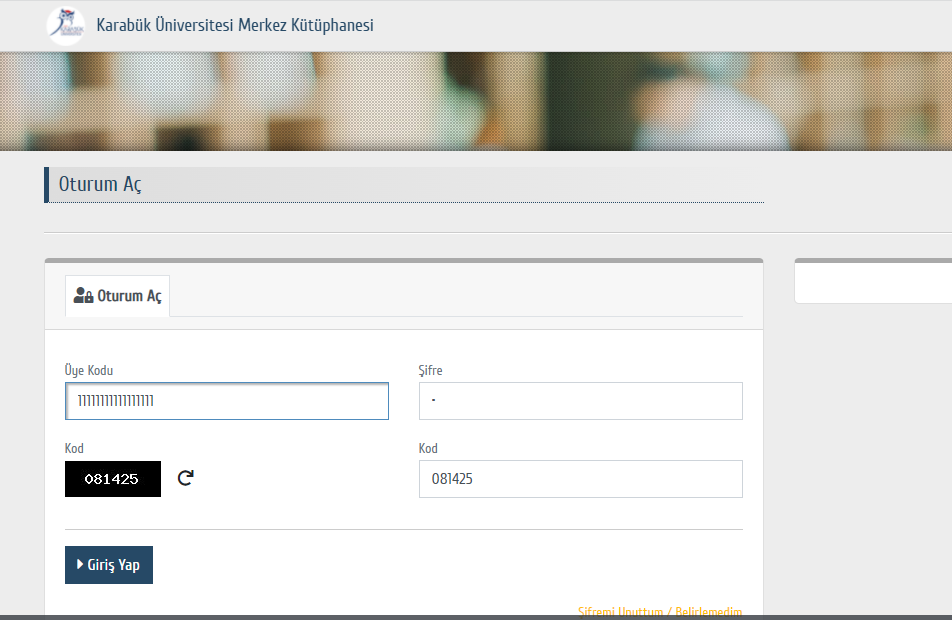 Karabük Üniversitesi Merkez Kütüphanesi
Oturum Aç
Oturum Aç
Üye Kodu
Şifre
•
Kod
Kod
081425
081425
Giriş Yap
Şifremi Unuttum / Belirlemedim